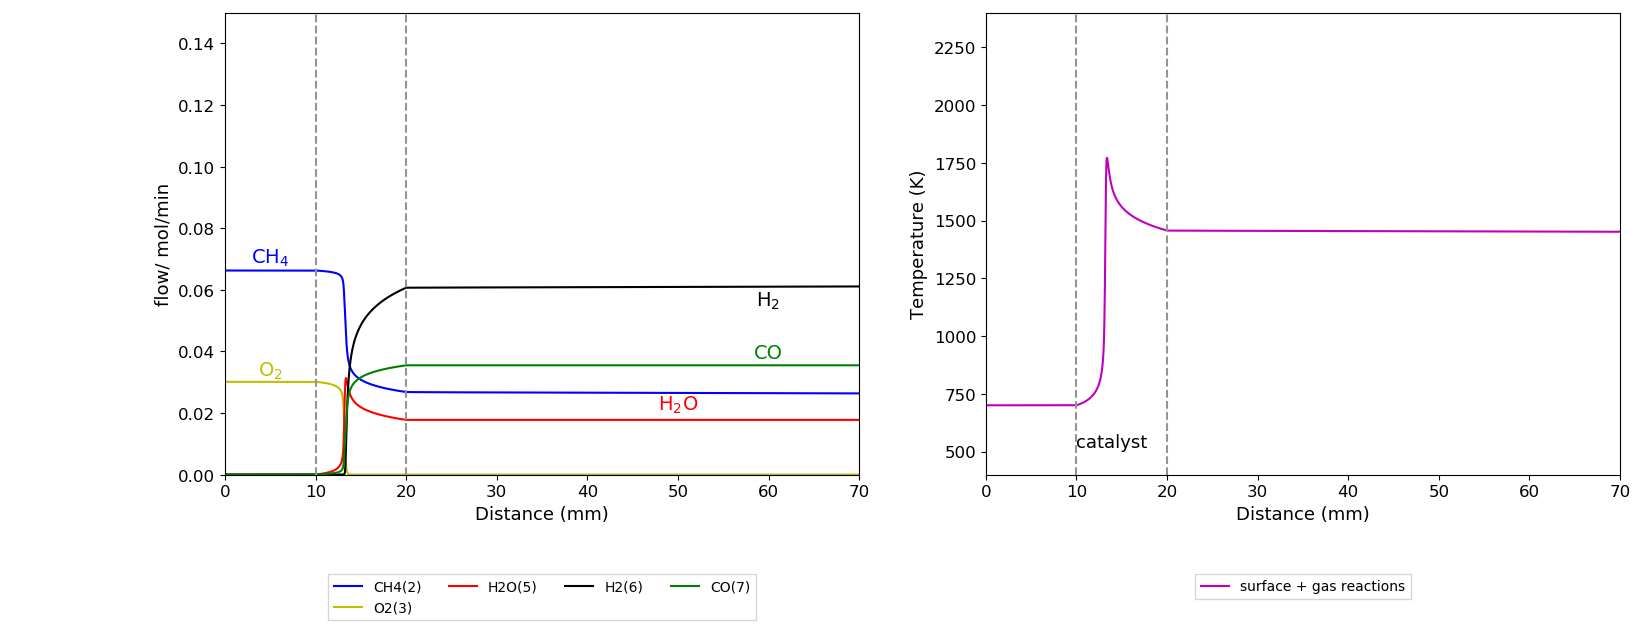 0.14
0.12
0.10
0.08
0.06
0.04
0.02
0.00
flow/ mol/min
CH4
O2
H2
CO
H2O
0 10 20 30 40 50 60 70
Distance (mm)
CH4(2) H2O(5) H2(6) CO(7)
O2(3)
2250
2000
1750
1500
1250
1000
750
500
Temperature (K)
catalyst
0 10 20 30 40 50 60 70
Distance (mm)
surface + gas reactions